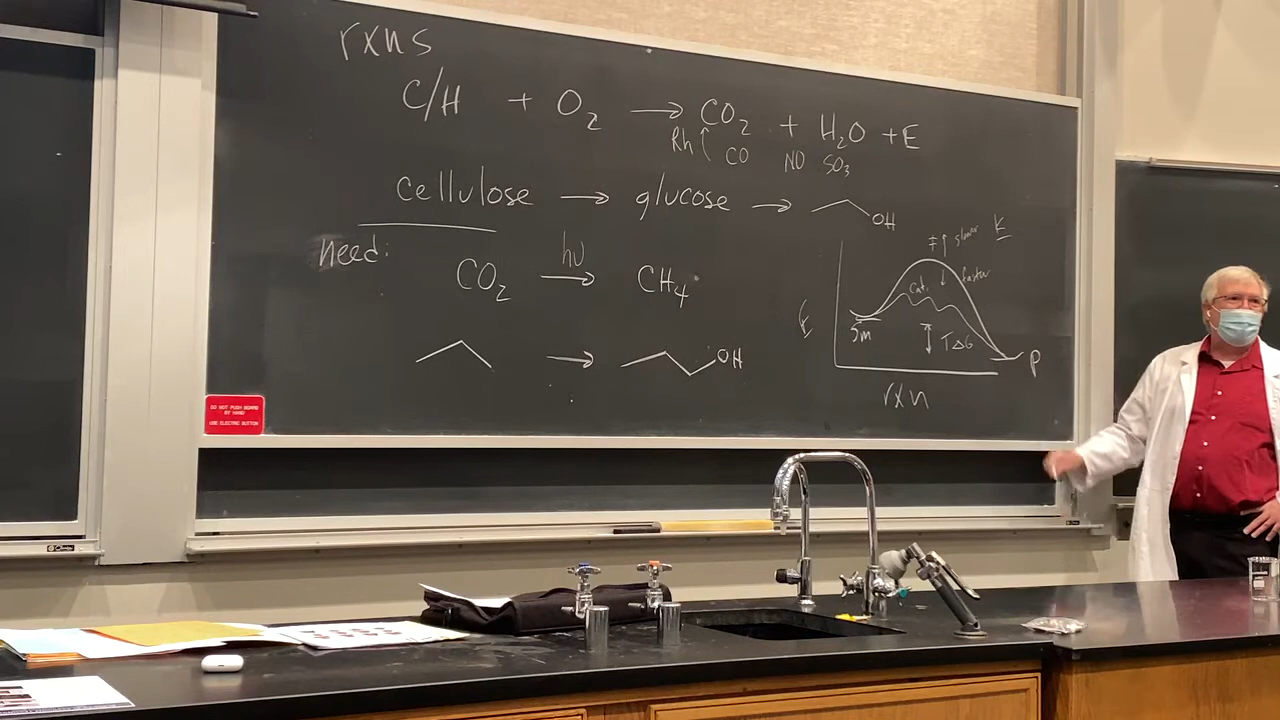 rxns
C/H + O₂ → CO₂ + H₂O + E
Rh CO NO SO₃
cellulose → glucose →
OH
need:
hν
CO₂ → CH₄
→ OH
‡ ↑ slower K
Cat. ↓ faster
E
Sm
TΔG
P
rxn
DO NOT PUSH BOARD
BY HAND
USE ELECTRIC BUTTON